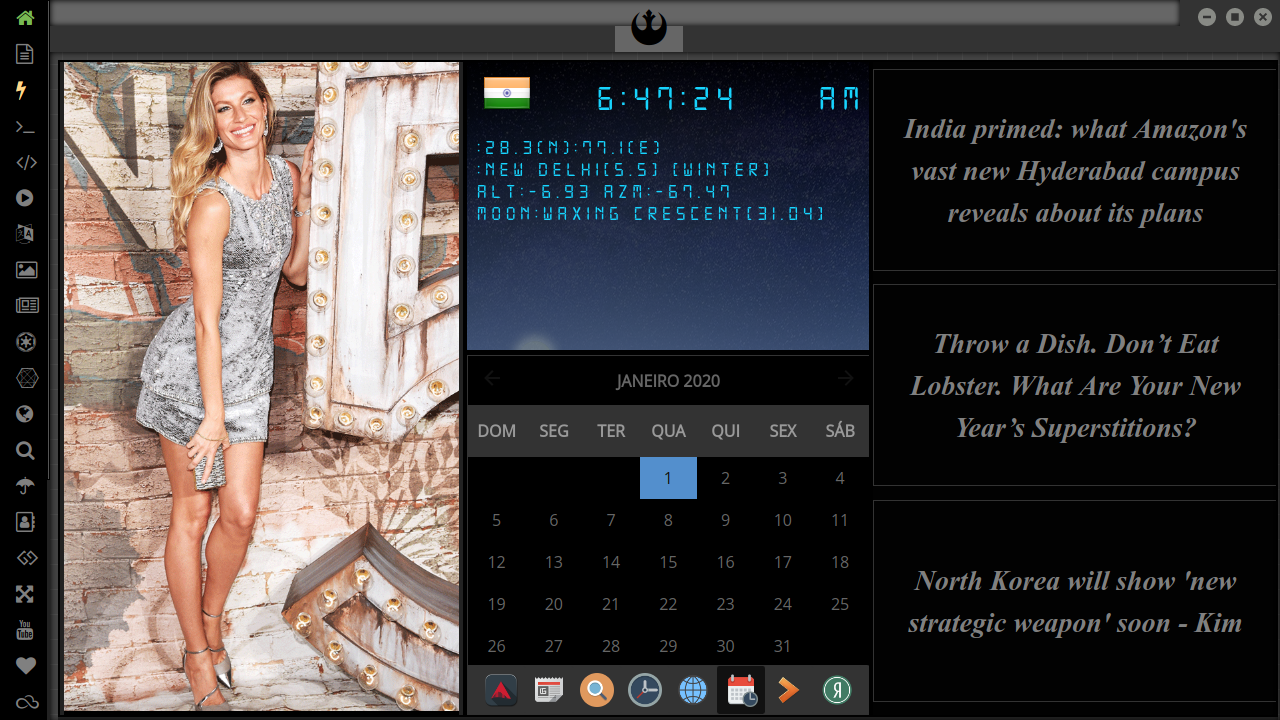 6:47:24 AM
:28.3(N):77.1(E)
:NEW DELHI(5.5) (WINTER)
ALT:-6.93 AZM:-67.47
MOON:WAXING CRESCENT(31.04)
JANEIRO 2020
DOM SEG TER QUA QUI SEX SÁB
1 2 3 4
5 6 7 8 9 10 11
12 13 14 15 16 17 18
19 20 21 22 23 24 25
26 27 28 29 30 31
India primed: what Amazon's
vast new Hyderabad campus
reveals about its plans
Throw a Dish. Don’t Eat
Lobster. What Are Your New
Year’s Superstitions?
North Korea will show 'new
strategic weapon' soon - Kim
You
Tube
Я